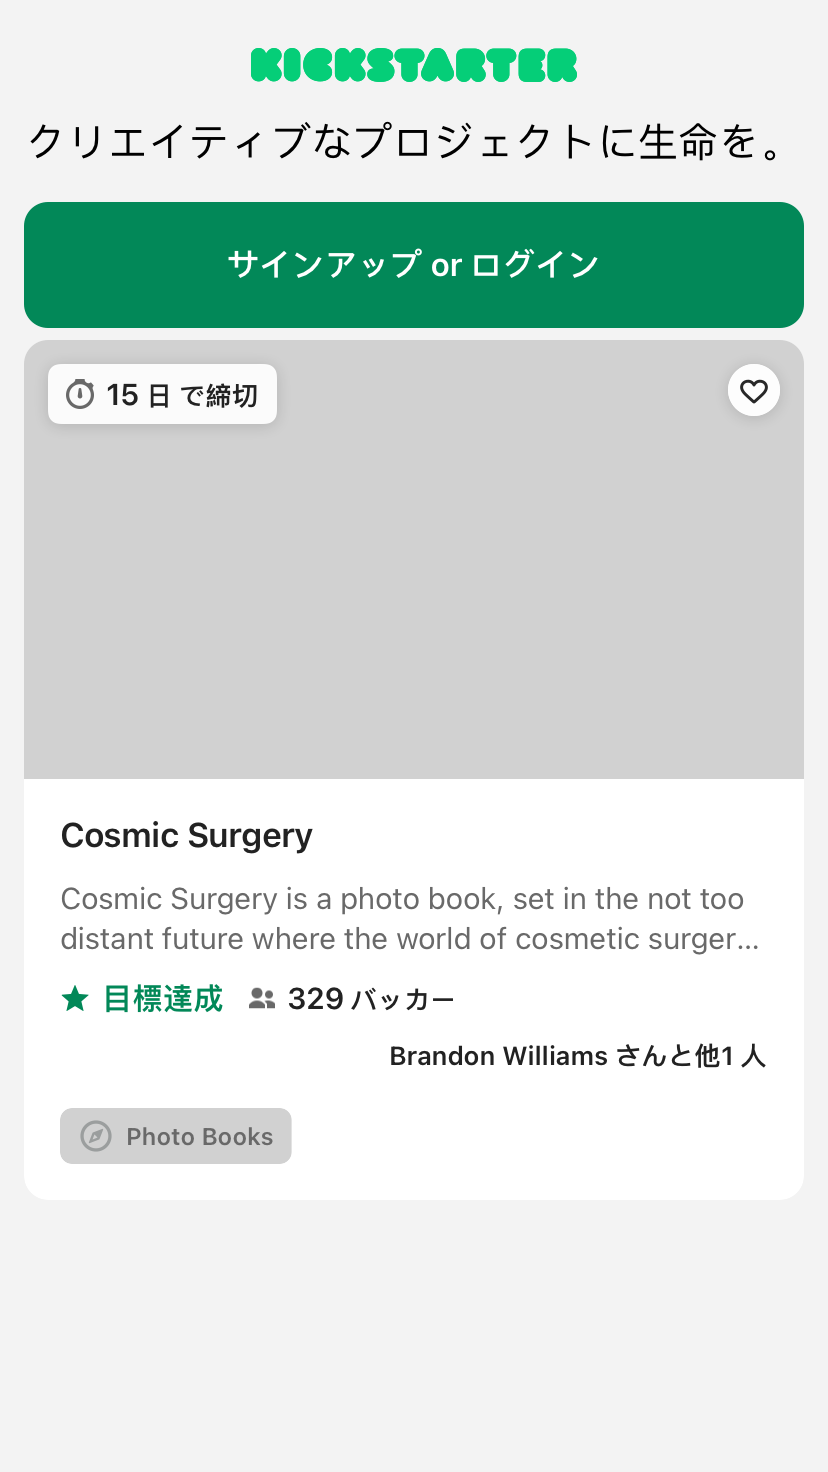 KICKSTARTER
クリエイティブなプロジェクトに生命を。
サインアップ or ログイン
15 日 で締切
Cosmic Surgery
Cosmic Surgery is a photo book, set in the not too
distant future where the world of cosmetic surger...
目標達成 329 バッカー
Brandon Williams さんと他1 人
Photo Books